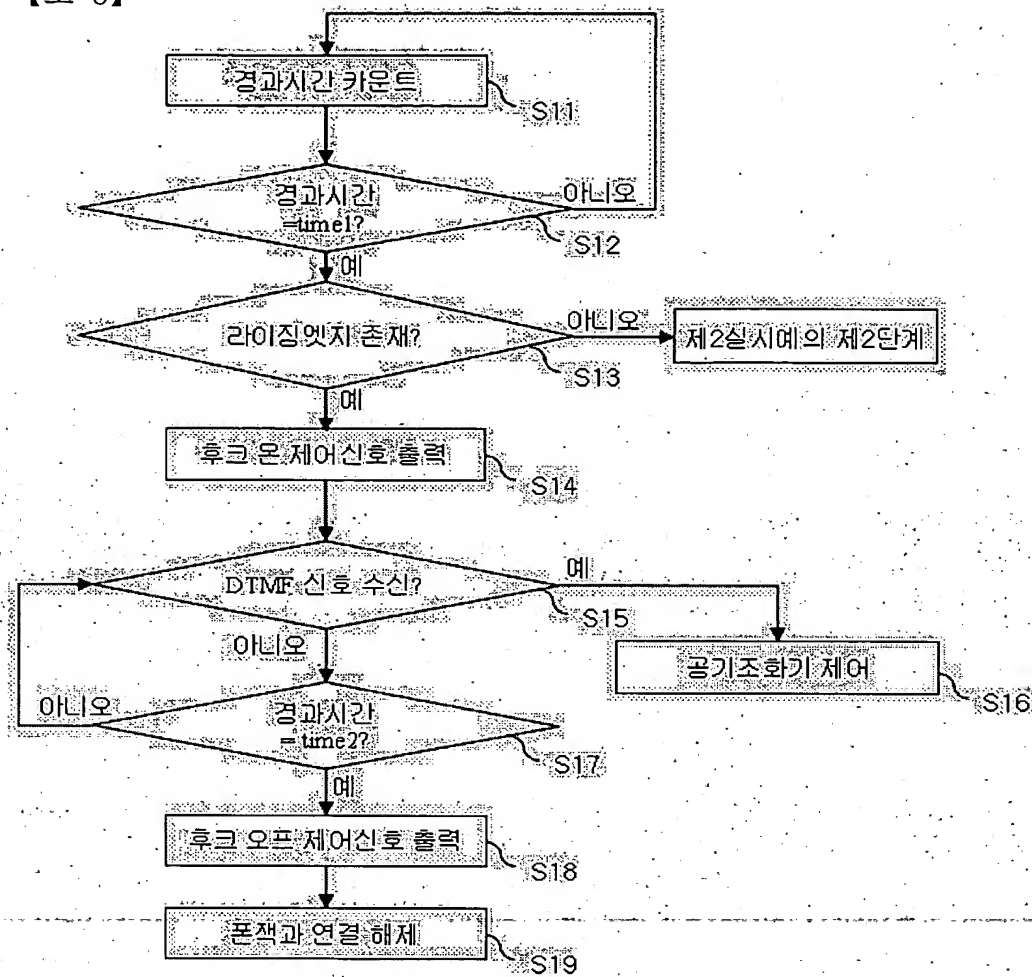 경과시간 카운트
S11
경과시간
=time1?
아니오
S12
예
라이징엣지 존재?
아니오
제2실시예의 제2단계
S13
예
후크 온 제어신호 출력
S14
DTMF 신호 수신?
예
S15
아니오
공기조화기 제어
S16
아니오
경과시간
=time2?
S17
예
후크 오프 제어신호 출력
S18
폰잭과 연결 해제
S19